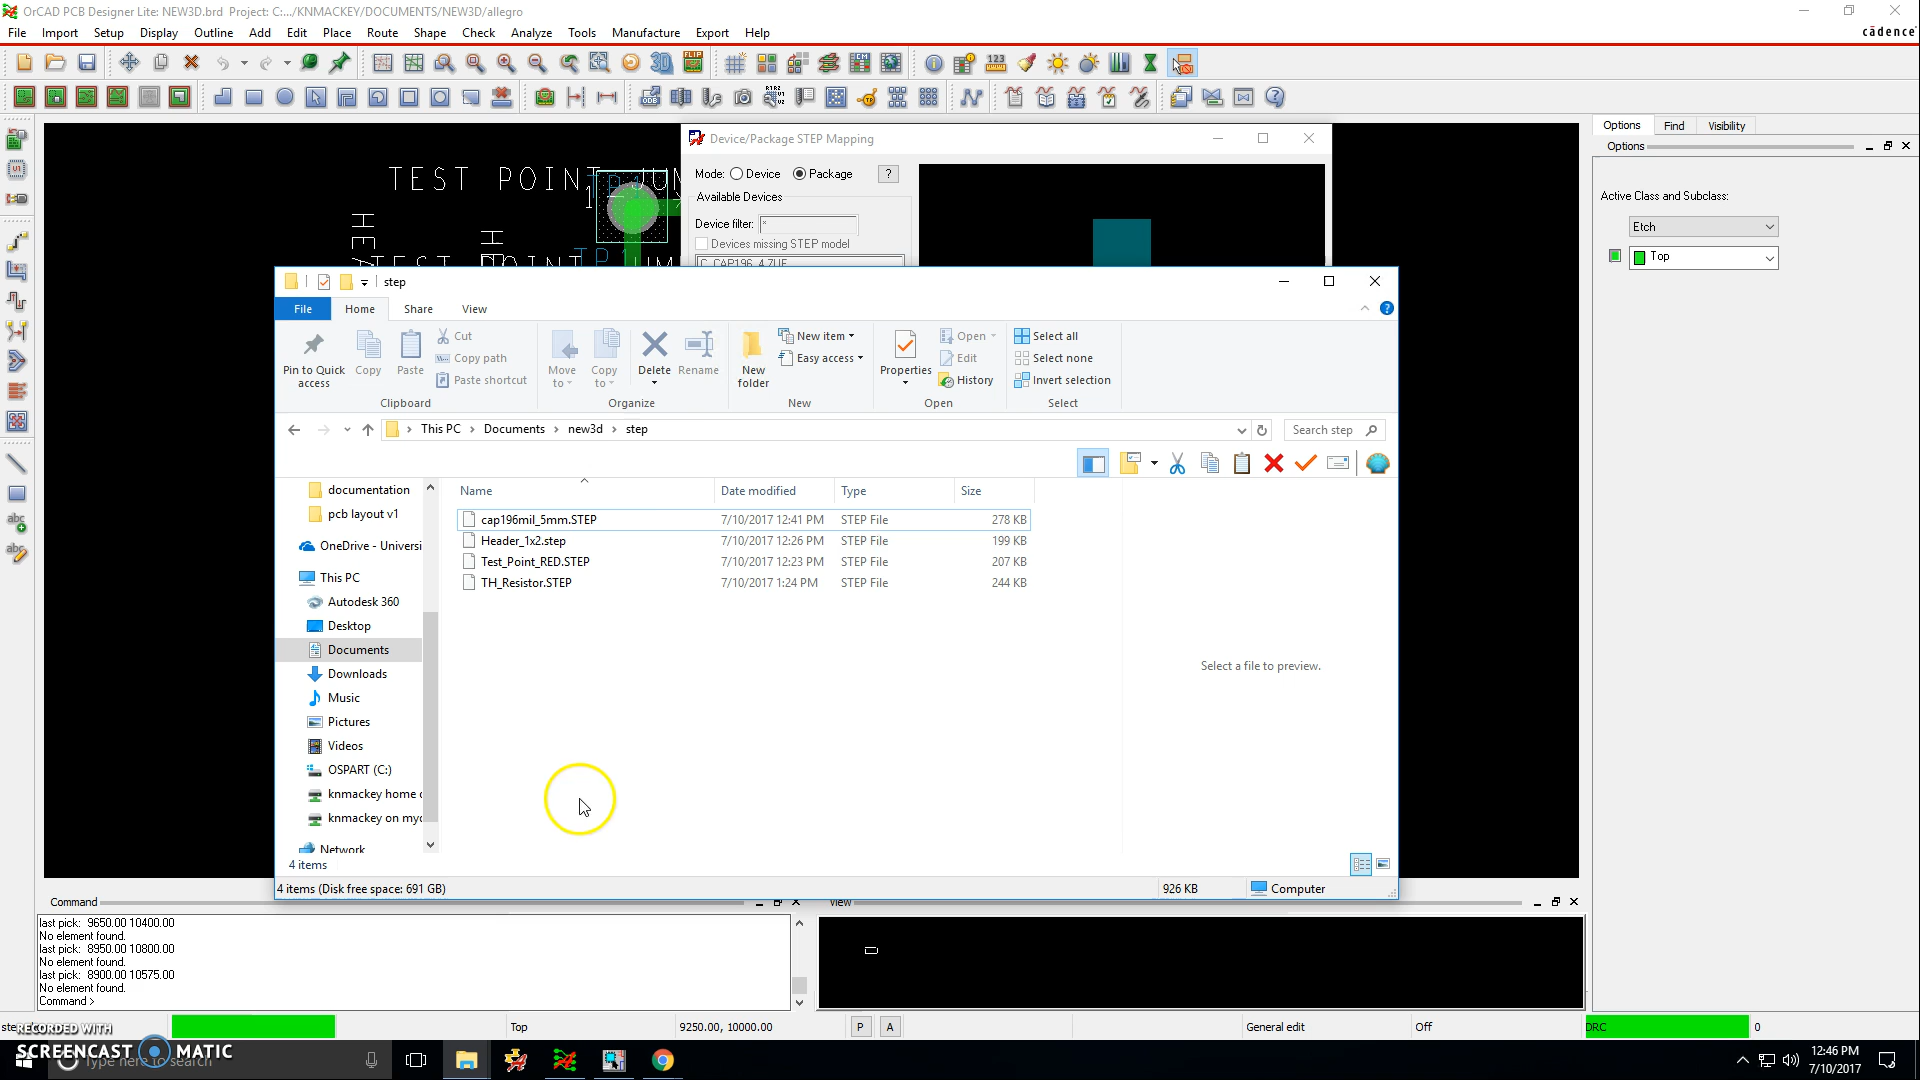 OrCAD PCB Designer Lite: NEW3D.brd  Project: C:.../KNMACKEY/DOCUMENTS/NEW3D/allegro
File Import Setup Display Outline Add Edit Place Route Shape Check Analyze Tools Manufacture Export Help
cādence
TEST POINT
Device/Package STEP Mapping
Mode: Device Package ?
Available Devices
Device filter: *
Devices missing STEP model
C_CAP196_4.7UF
Options Find Visibility
Options
Active Class and Subclass:
Etch
Top
step
File Home Share View
Pin to Quick access
Copy
Paste
Cut
Copy path
Paste shortcut
Clipboard
Move to
Copy to
Delete
Rename
Organize
New folder
New item
Easy access
New
Properties
Open
Edit
History
Open
Select all
Select none
Invert selection
Select
This PC > Documents > new3d > step
Search step
Name Date modified Type Size
cap196mil_5mm.STEP 7/10/2017 12:41 PM STEP File 278 KB
Header_1x2.step 7/10/2017 12:26 PM STEP File 199 KB
Test_Point_RED.STEP 7/10/2017 12:23 PM STEP File 207 KB
TH_Resistor.STEP 7/10/2017 1:24 PM STEP File 244 KB
documentation
pcb layout v1
OneDrive - Universi
This PC
Autodesk 360
Desktop
Documents
Downloads
Music
Pictures
Videos
OSPART (C:)
knmackey home
knmackey on my
Network
Select a file to preview.
4 items
4 items (Disk free space: 691 GB) 926 KB Computer
Command
View
last pick: 9650.00 10400.00
No element found.
last pick: 8950.00 10800.00
No element found.
last pick: 8900.00 10575.00
No element found.
Command >
Top 9250.00, 10000.00 P A General edit Off DRC 0
RECORDED WITH
SCREENCAST MATIC
Type here to search
12:46 PM
7/10/2017